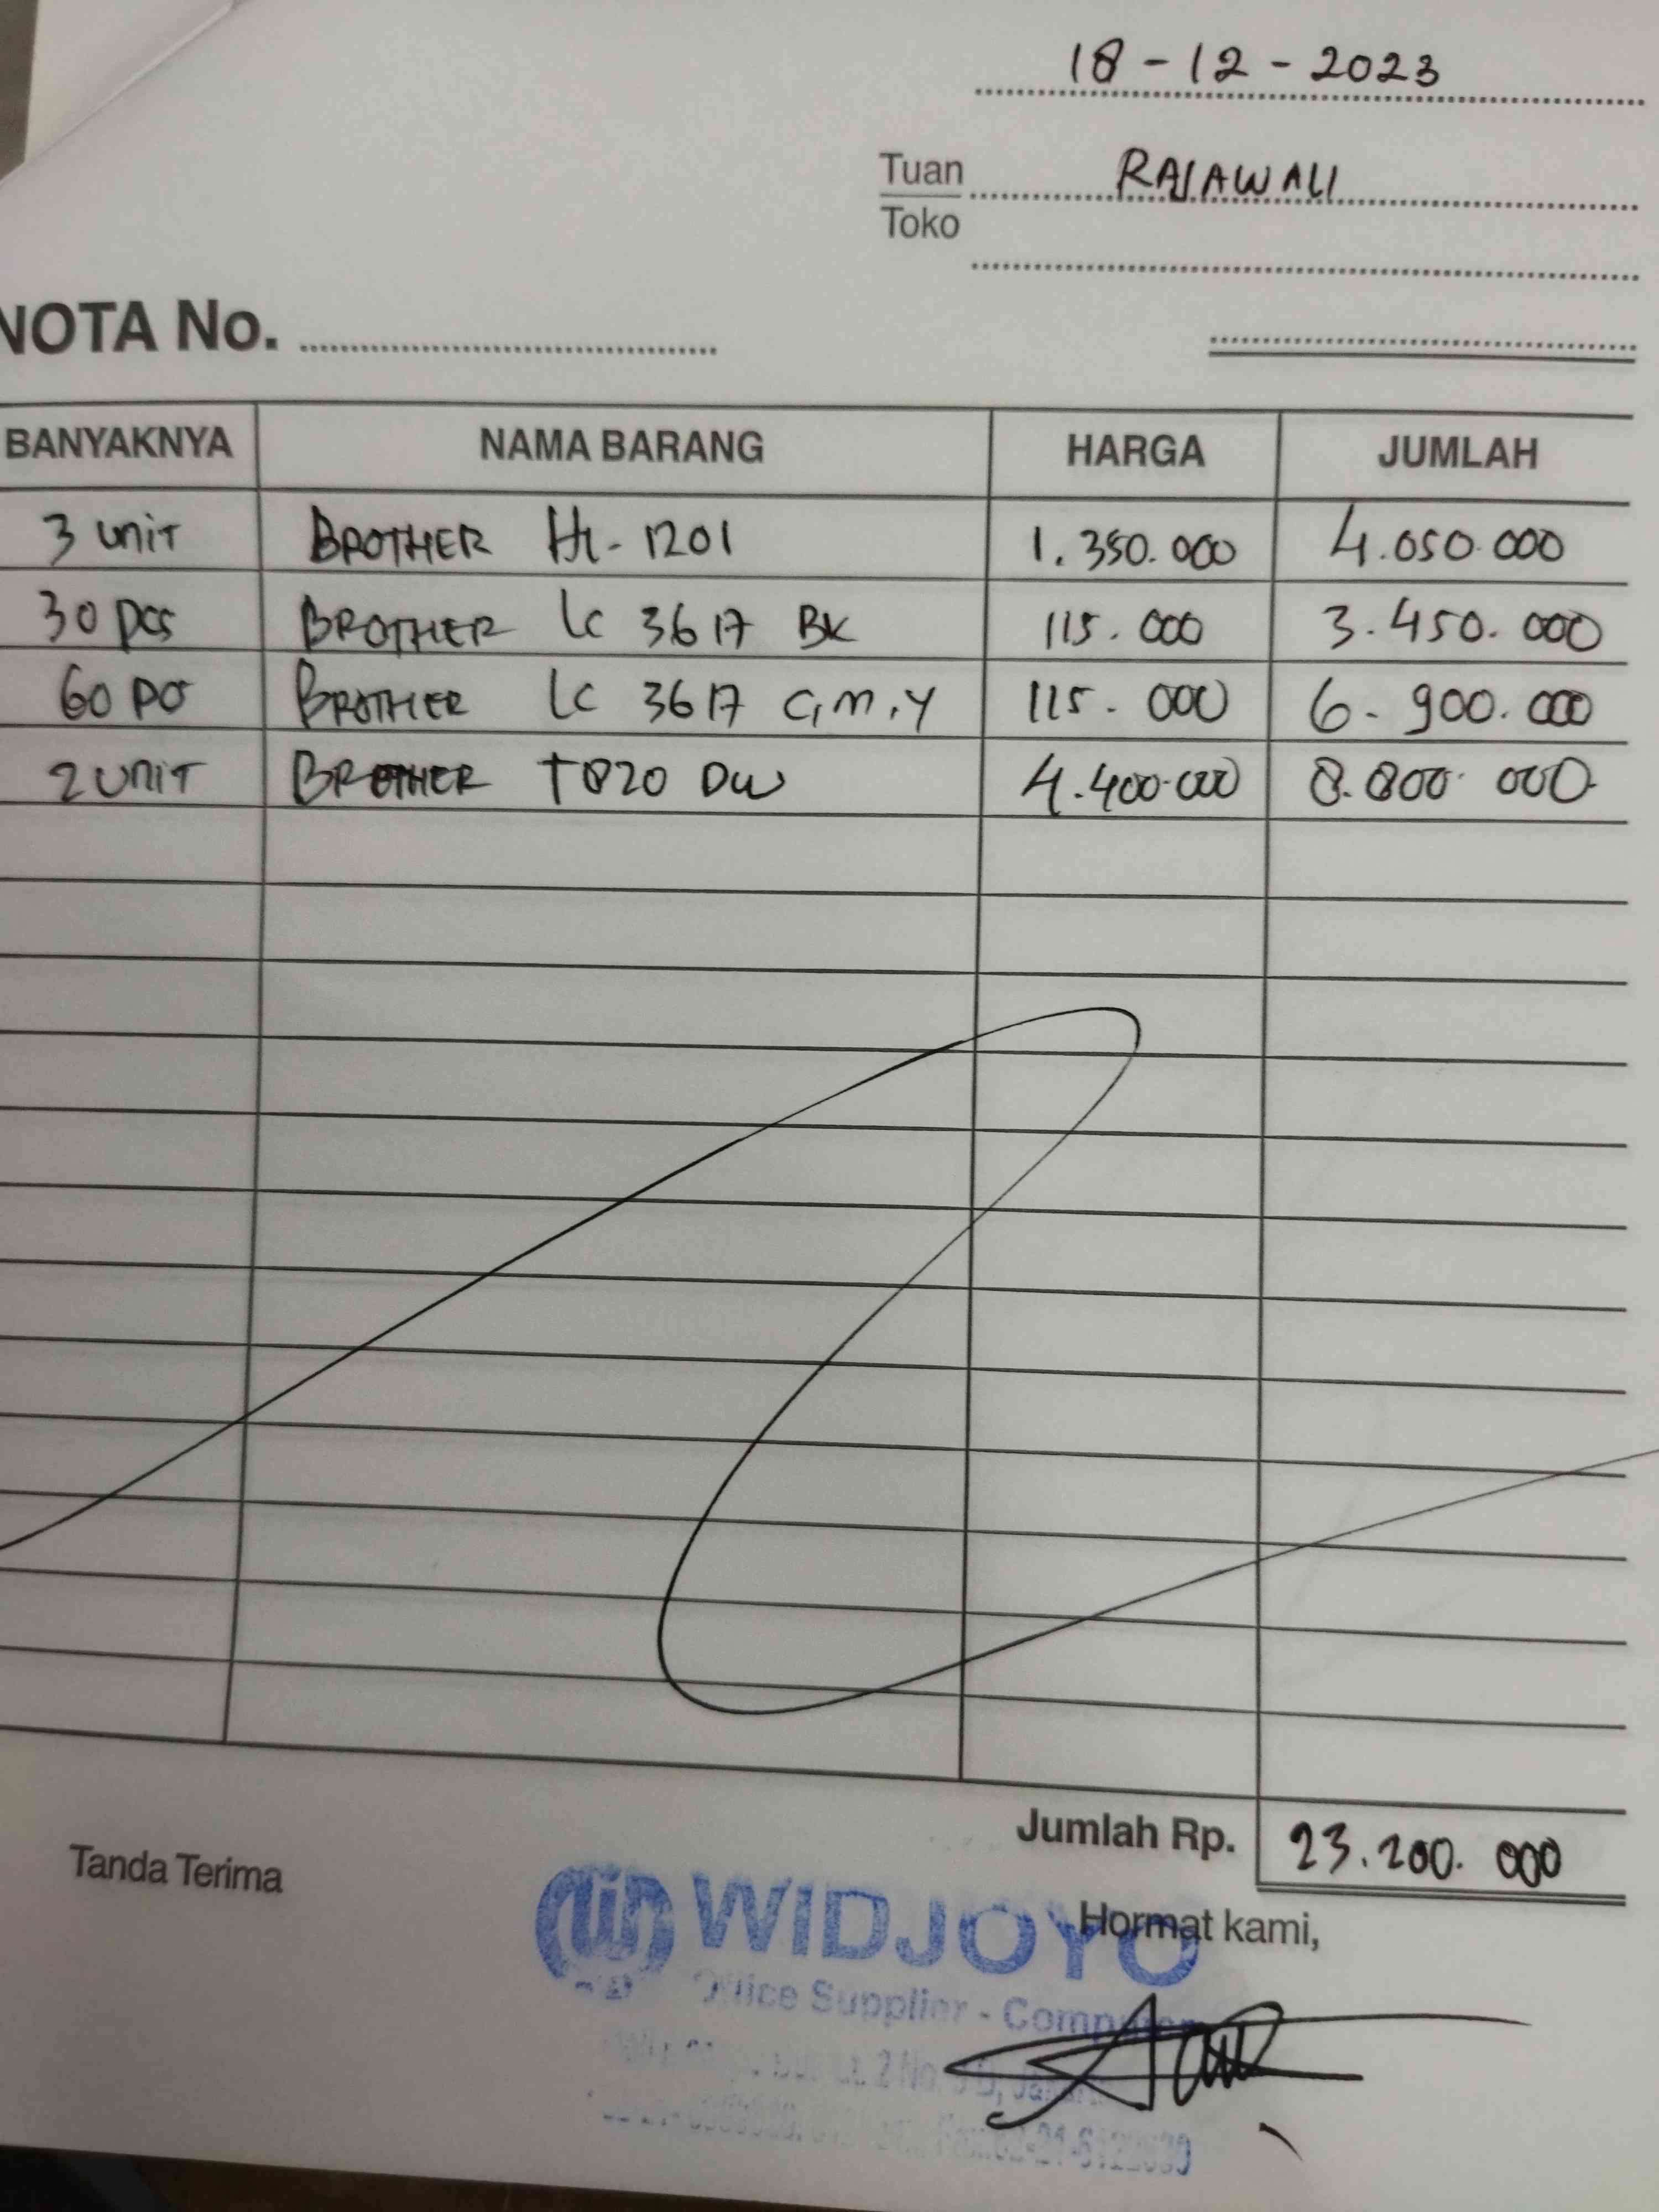 18 - 12 - 2023
Tuan RAJAWALI
Toko
NOTA No.
BANYAKNYA NAMA BARANG HARGA JUMLAH
3 unit BROTHER HL-1201 1.350.000 4.050.000
30 pcs BROTHER LC 3617 BK 115.000 3.450.000
60 pcs BROTHER LC 3617 C,M,Y 115.000 6.900.000
2 UNIT BROTHER T820 DW 4.400.000 8.800.000
Jumlah Rp. 23.200.000
Tanda Terima
Hormat kami,
WIDJOYO
Office Supplier - Computer
Lt. 2 No.